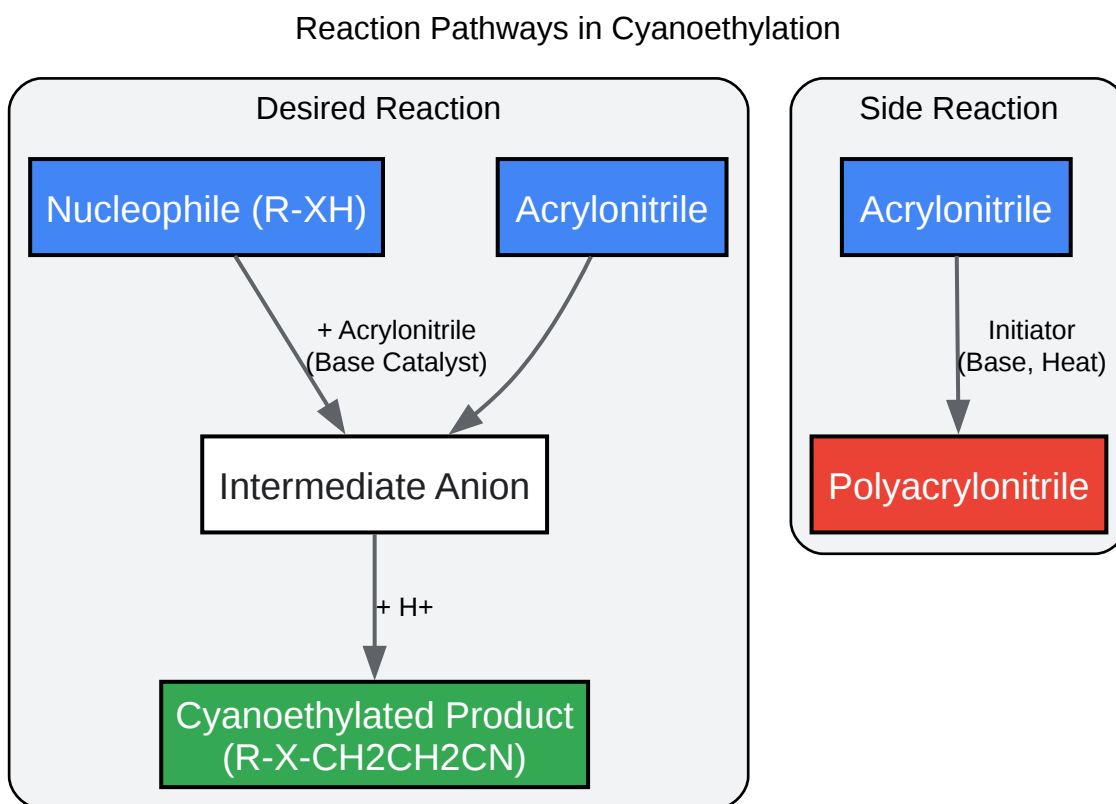 Reaction Pathways in Cyanoethylation
Desired Reaction
Nucleophile (R-XH)
Acrylonitrile
+ Acrylonitrile
(Base Catalyst)
Intermediate Anion
+ H+
Cyanoethylated Product
(R-X-CH2CH2CN)
Side Reaction
Acrylonitrile
Initiator
(Base, Heat)
Polyacrylonitrile